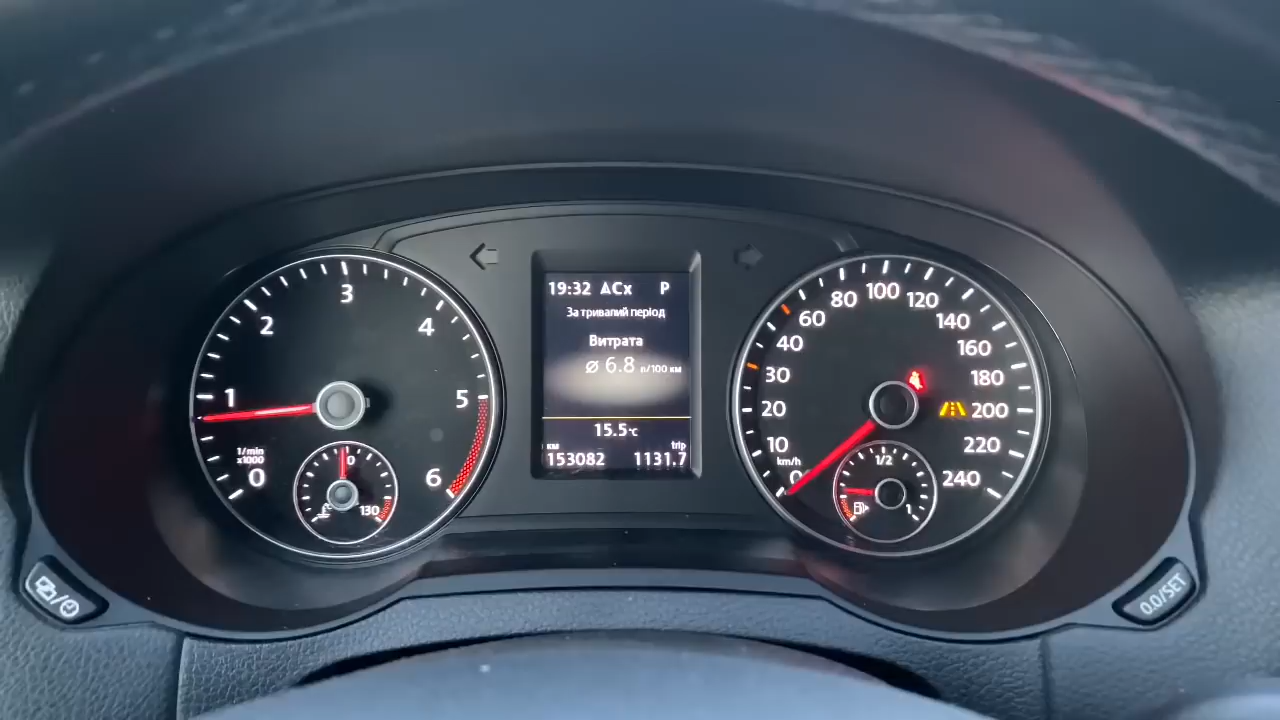 19:32 ACx P
За тривалий період
Витрата
⌀ 6.8 л/100 км
15.5°C
км trip
153082 1131.7
0 1 2 3 4 5 6
1/min
x1000
130
0 10 20 30 40 60 80 100 120 140 160 180 200 220 240
km/h
1/2
1
0.0/SET